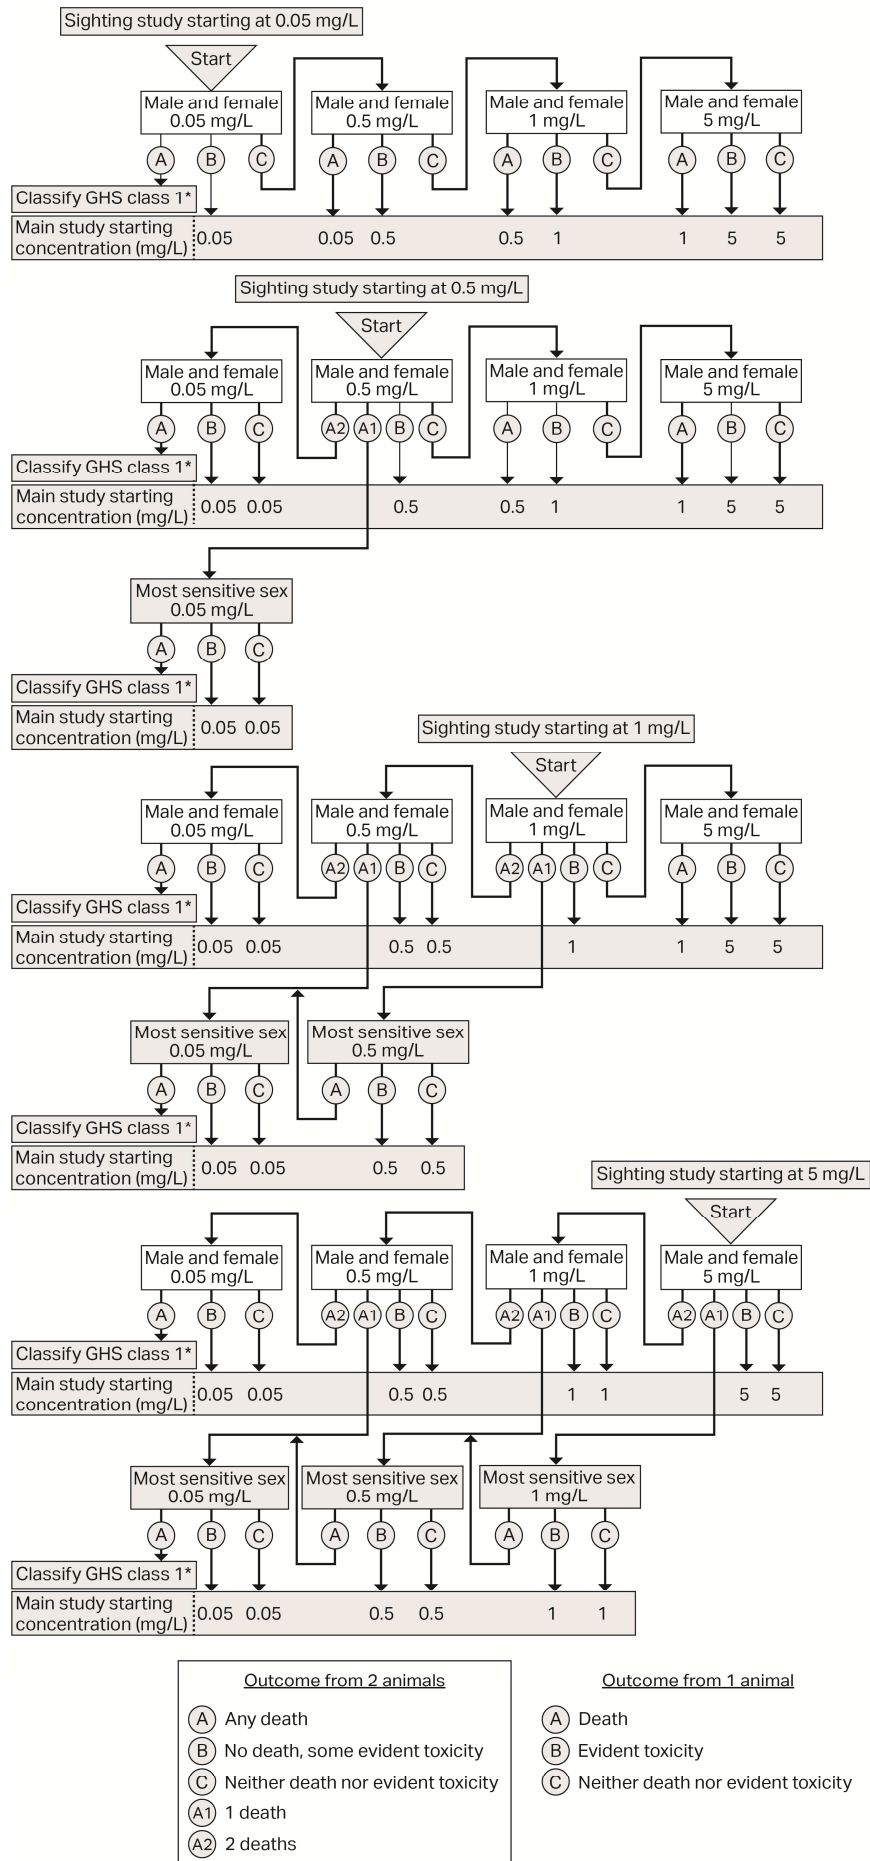 Sighting study starting at 0.05 mg/L
Start
Male and female
0.05 mg/L
Male and female
0.5 mg/L
Male and female
1 mg/L
Male and female
5 mg/L
A B C A B C A B C A B C
Classify GHS class 1*
Main study starting
concentration (mg/L)
0.05 0.05 0.5 0.5 1 1 5 5
Sighting study starting at 0.5 mg/L
Start
Male and female
0.05 mg/L
Male and female
0.5 mg/L
Male and female
1 mg/L
Male and female
5 mg/L
A B C A2 A1 B C A B C A B C
Classify GHS class 1*
Main study starting
concentration (mg/L)
0.05 0.05 0.5 0.5 1 1 5 5
Most sensitive sex
0.05 mg/L
A B C
Classify GHS class 1*
Main study starting
concentration (mg/L)
0.05 0.05
Sighting study starting at 1 mg/L
Start
Male and female
0.05 mg/L
Male and female
0.5 mg/L
Male and female
1 mg/L
Male and female
5 mg/L
A B C A2 A1 B C A2 A1 B C A B C
Classify GHS class 1*
Main study starting
concentration (mg/L)
0.05 0.05 0.5 0.5 1 1 5 5
Most sensitive sex
0.05 mg/L
Most sensitive sex
0.5 mg/L
A B C A B C
Classify GHS class 1*
Main study starting
concentration (mg/L)
0.05 0.05 0.5 0.5
Sighting study starting at 5 mg/L
Start
Male and female
0.05 mg/L
Male and female
0.5 mg/L
Male and female
1 mg/L
Male and female
5 mg/L
A B C A2 A1 B C A2 A1 B C A2 A1 B C
Classify GHS class 1*
Main study starting
concentration (mg/L)
0.05 0.05 0.5 0.5 1 1 5 5
Most sensitive sex
0.05 mg/L
Most sensitive sex
0.5 mg/L
Most sensitive sex
1 mg/L
A B C A B C A B C
Classify GHS class 1*
Main study starting
concentration (mg/L)
0.05 0.05 0.5 0.5 1 1
Outcome from 2 animals
A Any death
B No death, some evident toxicity
C Neither death nor evident toxicity
A1 1 death
A2 2 deaths
Outcome from 1 animal
A Death
B Evident toxicity
C Neither death nor evident toxicity